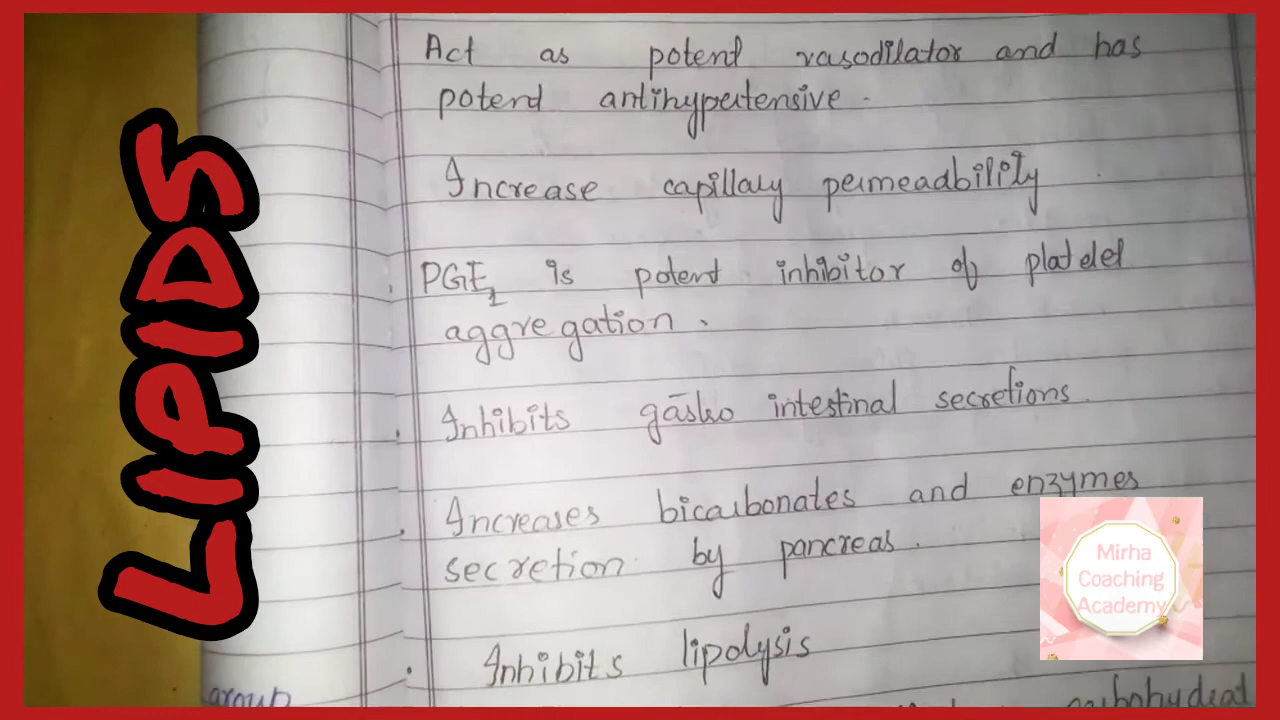 LIPIDS
Act as potent vasodilator and has
potent antihypertensive.
Increase capillary permeadbility
PGE2 is potent inhibitor of platelet
aggregation.
Inhibits gastro intestinal secretions
Increases bicarbonates and enzymes
secretion by pancreas.
Inhibits lipolysis
group
Mirha
Coaching
Academy